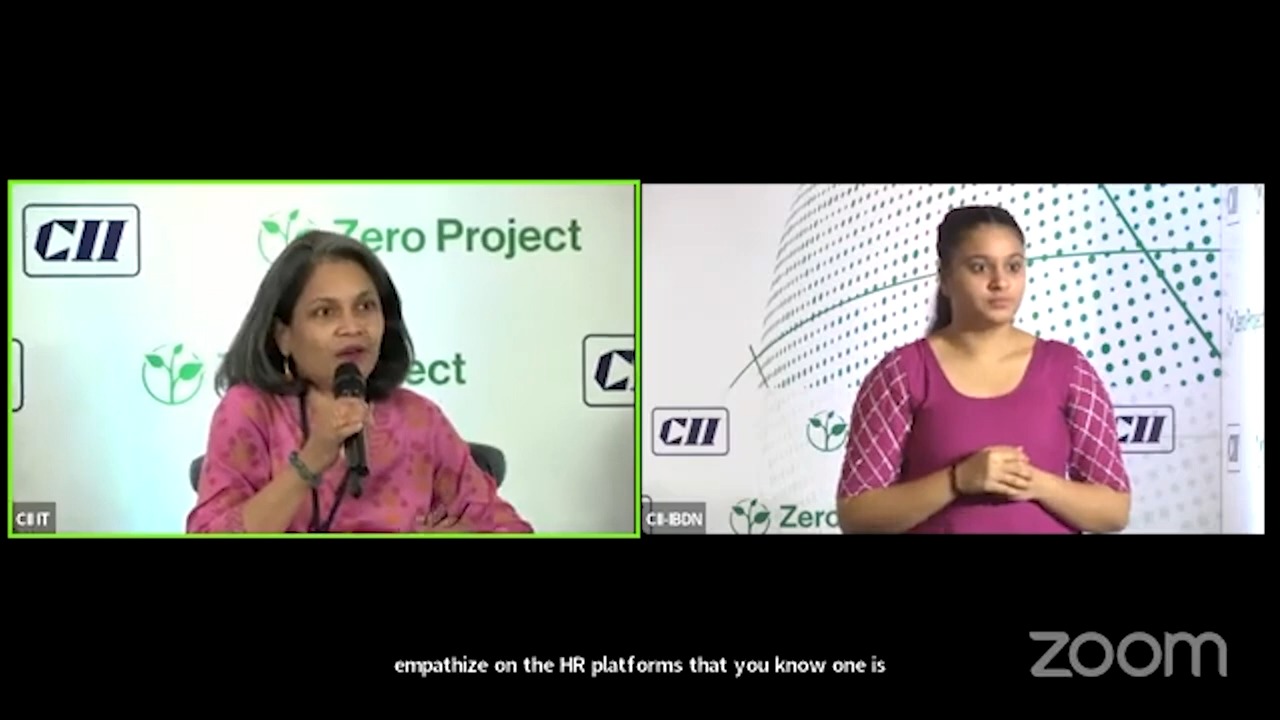 CII
Zero Project
ect
CII IT
CII
CII
Zero
CII-IBDN
empathize on the HR platforms that you know one is
zoom